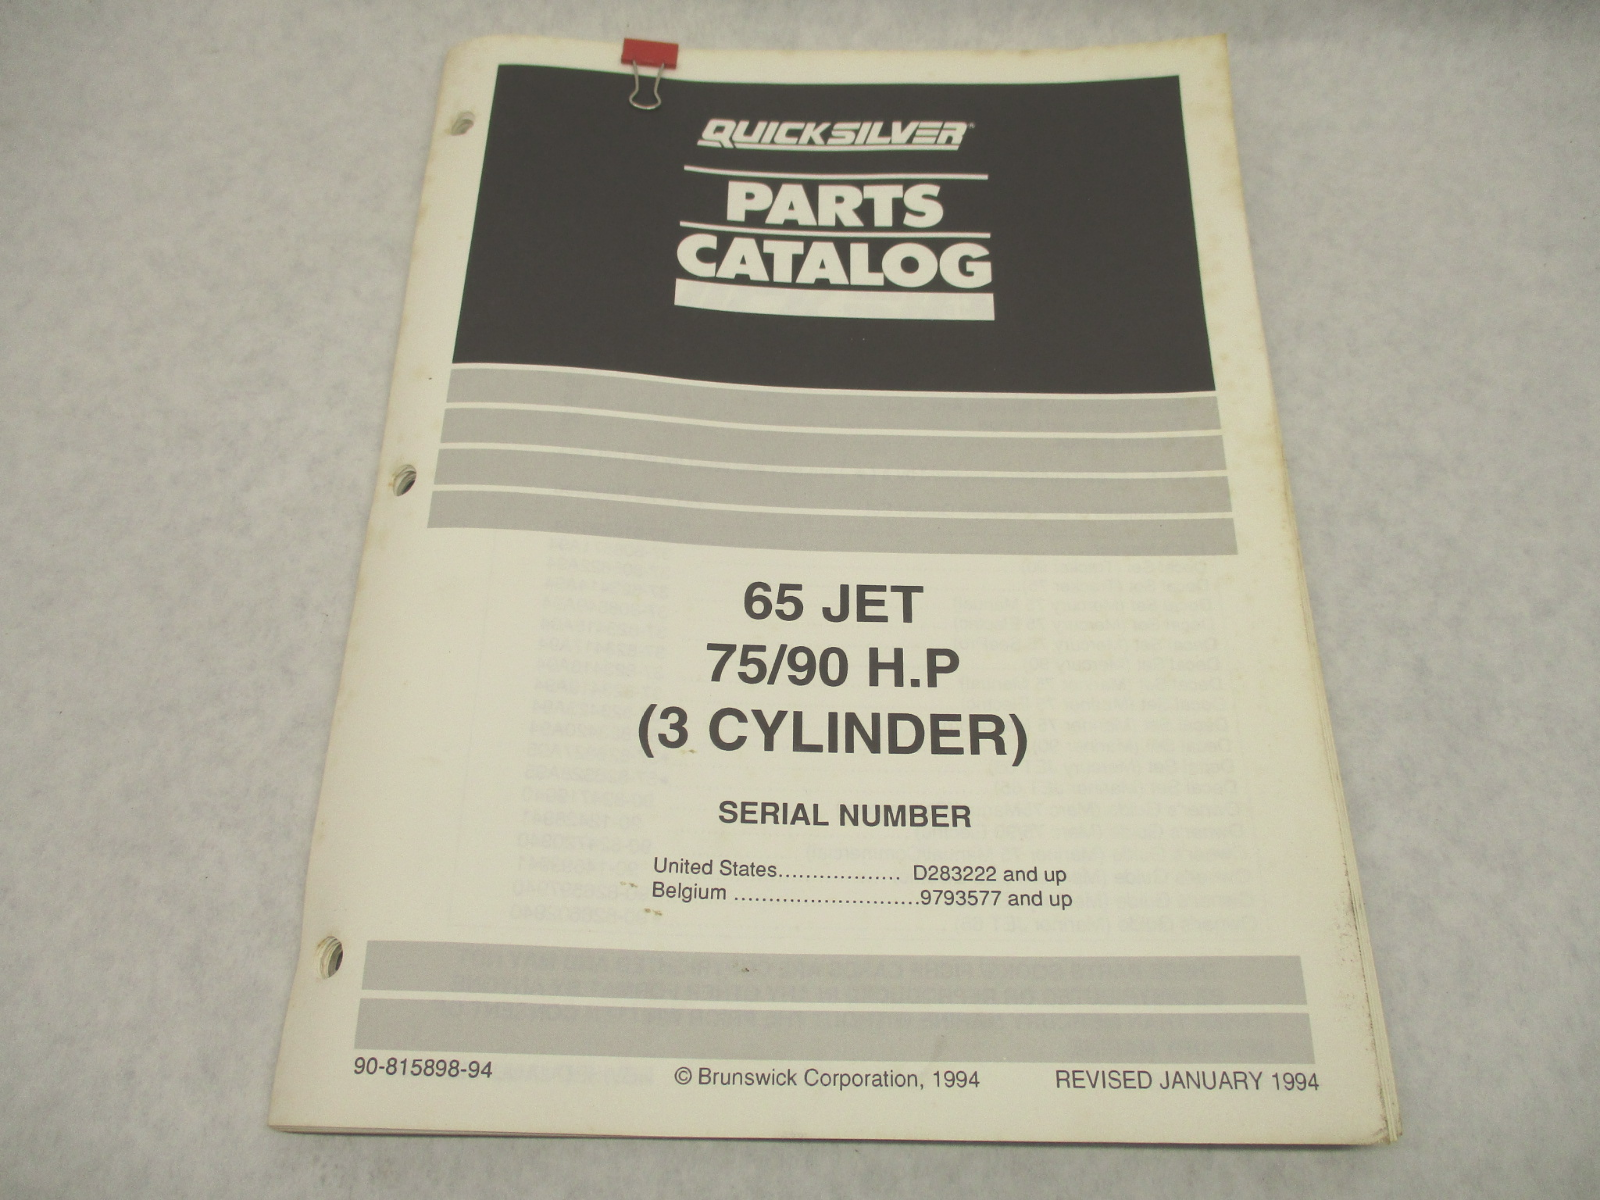 QUICKSILVER®
PARTS
CATALOG
65 JET
75/90 H.P
(3 CYLINDER)
SERIAL NUMBER
United States.................. D283222 and up
Belgium ...........................9793577 and up
90-815898-94
© Brunswick Corporation, 1994
REVISED JANUARY 1994